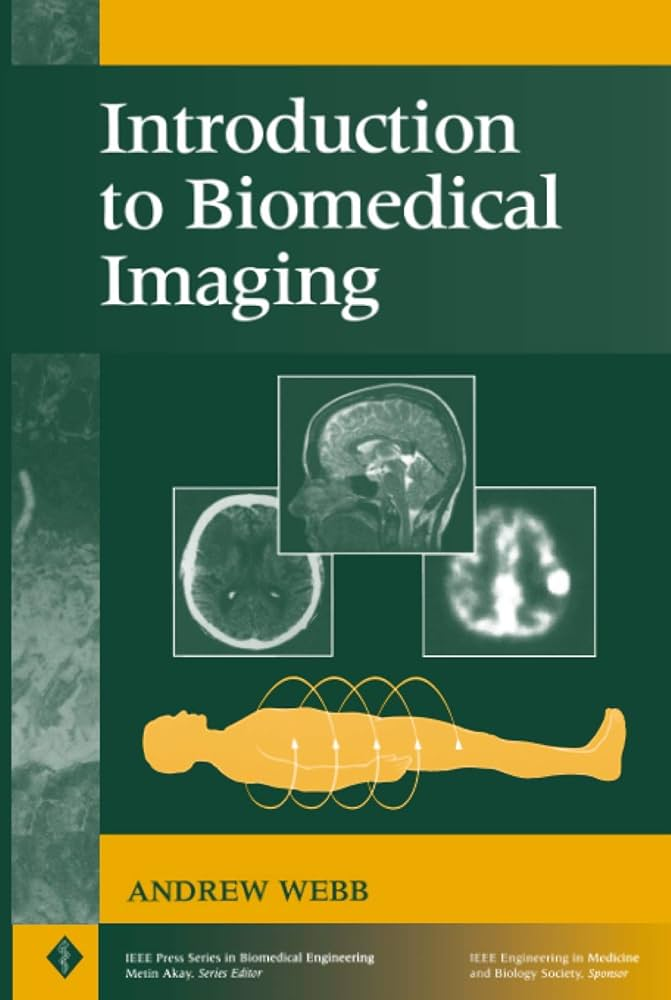 Introduction
to Biomedical
Imaging
ANDREW WEBB
IEEE Press Series in Biomedical Engineering
Metin Akay, Series Editor
IEEE Engineering in Medicine
and Biology Society, Sponsor